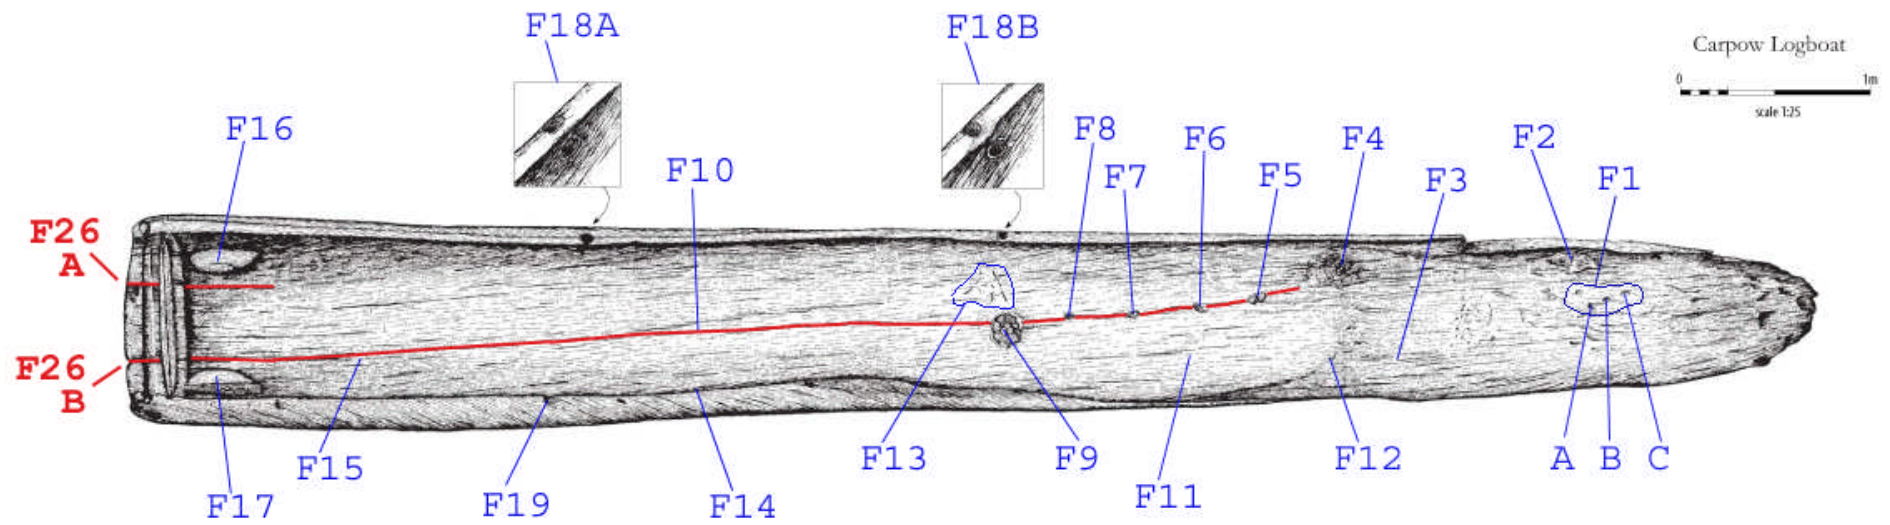 F18A
F18B
Carpow Logboat
0 1m
scale 1:25
F16
F10
F8
F7
F6
F5
F4
F3
F2
F1
F26
A
F26
B
F17
F15
F19
F14
F13
F9
F11
F12
A B C